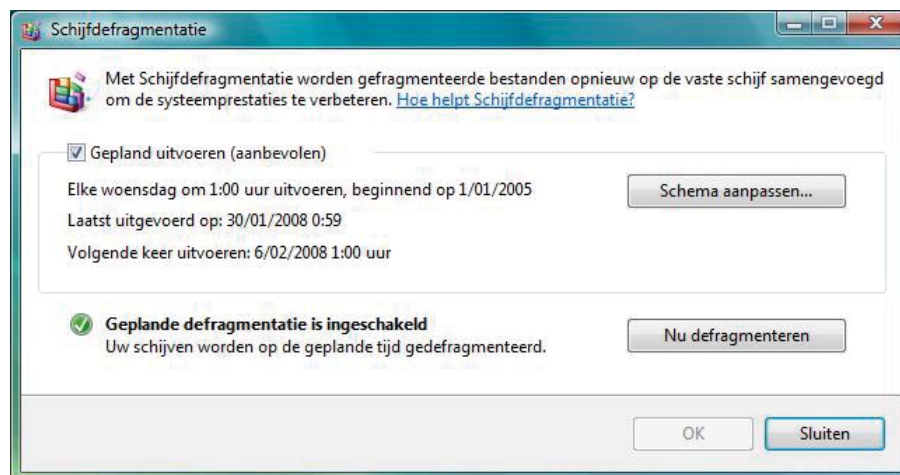 Schijfdefragmentatie
Met Schijfdefragmentatie worden gefragmenteerde bestanden opnieuw op de vaste schijf samengevoegd
om de systeemprestaties te verbeteren. Hoe helpt Schijfdefragmentatie?
Gepland uitvoeren (aanbevolen)
Elke woensdag om 1:00 uur uitvoeren, beginnend op 1/01/2005
Schema aanpassen...
Laatst uitgevoerd op: 30/01/2008 0:59
Volgende keer uitvoeren: 6/02/2008 1:00 uur
Geplande defragmentatie is ingeschakeld
Uw schijven worden op de geplande tijd gedefragmenteerd.
Nu defragmenteren
OK
Sluiten